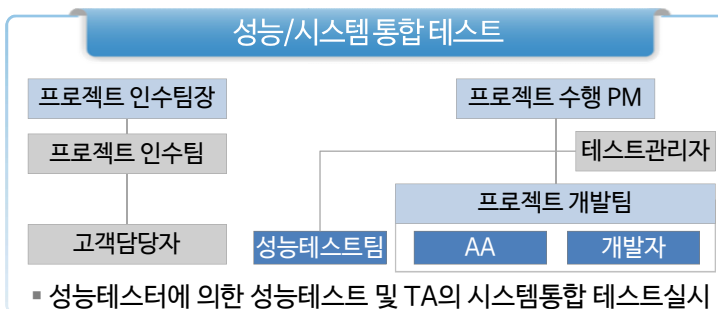 성능/시스템 통합 테스트
프로젝트 인수팀장
프로젝트 수행 PM
프로젝트 인수팀
테스트관리자
프로젝트 개발팀
고객담당자
성능테스트팀
AA
개발자
▪ 성능테스터에 의한 성능테스트 및 TA의 시스템통합 테스트실시